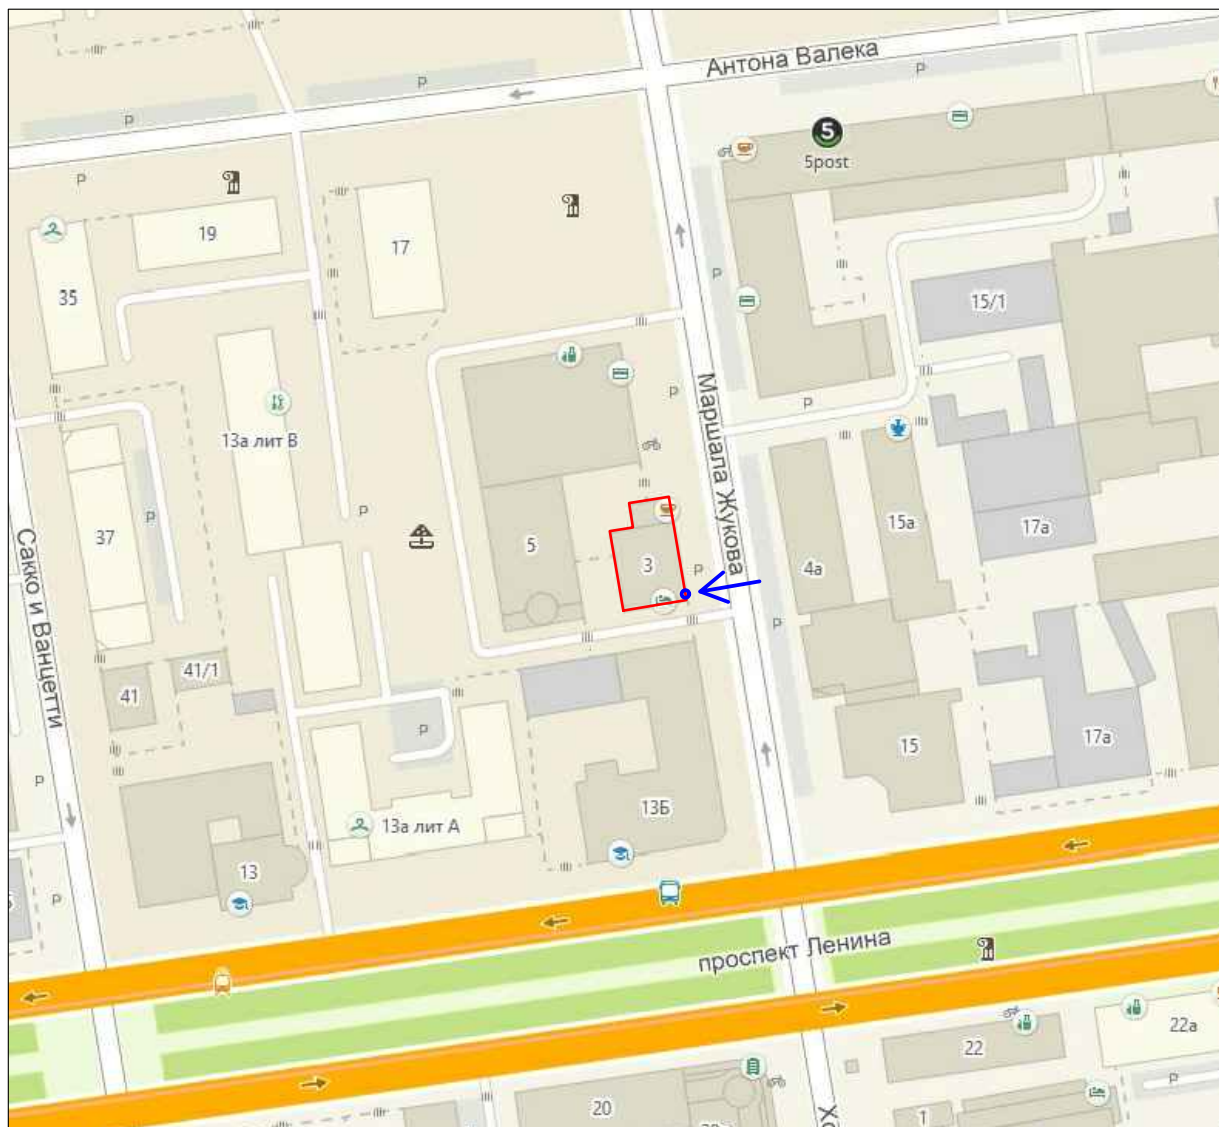 Антона Валека
P
P
P
5
5post
P
19
17
35
P
15/1
Маршала Жукова
P
P
13а лит В
37
P
P
5
3
P
15а
17а
4а
Сакко и Ванцетти
41/1
41
P
P
15
17а
P
13Б
13а лит А
13
P
проспект Ленина
22
22а
P
20
1